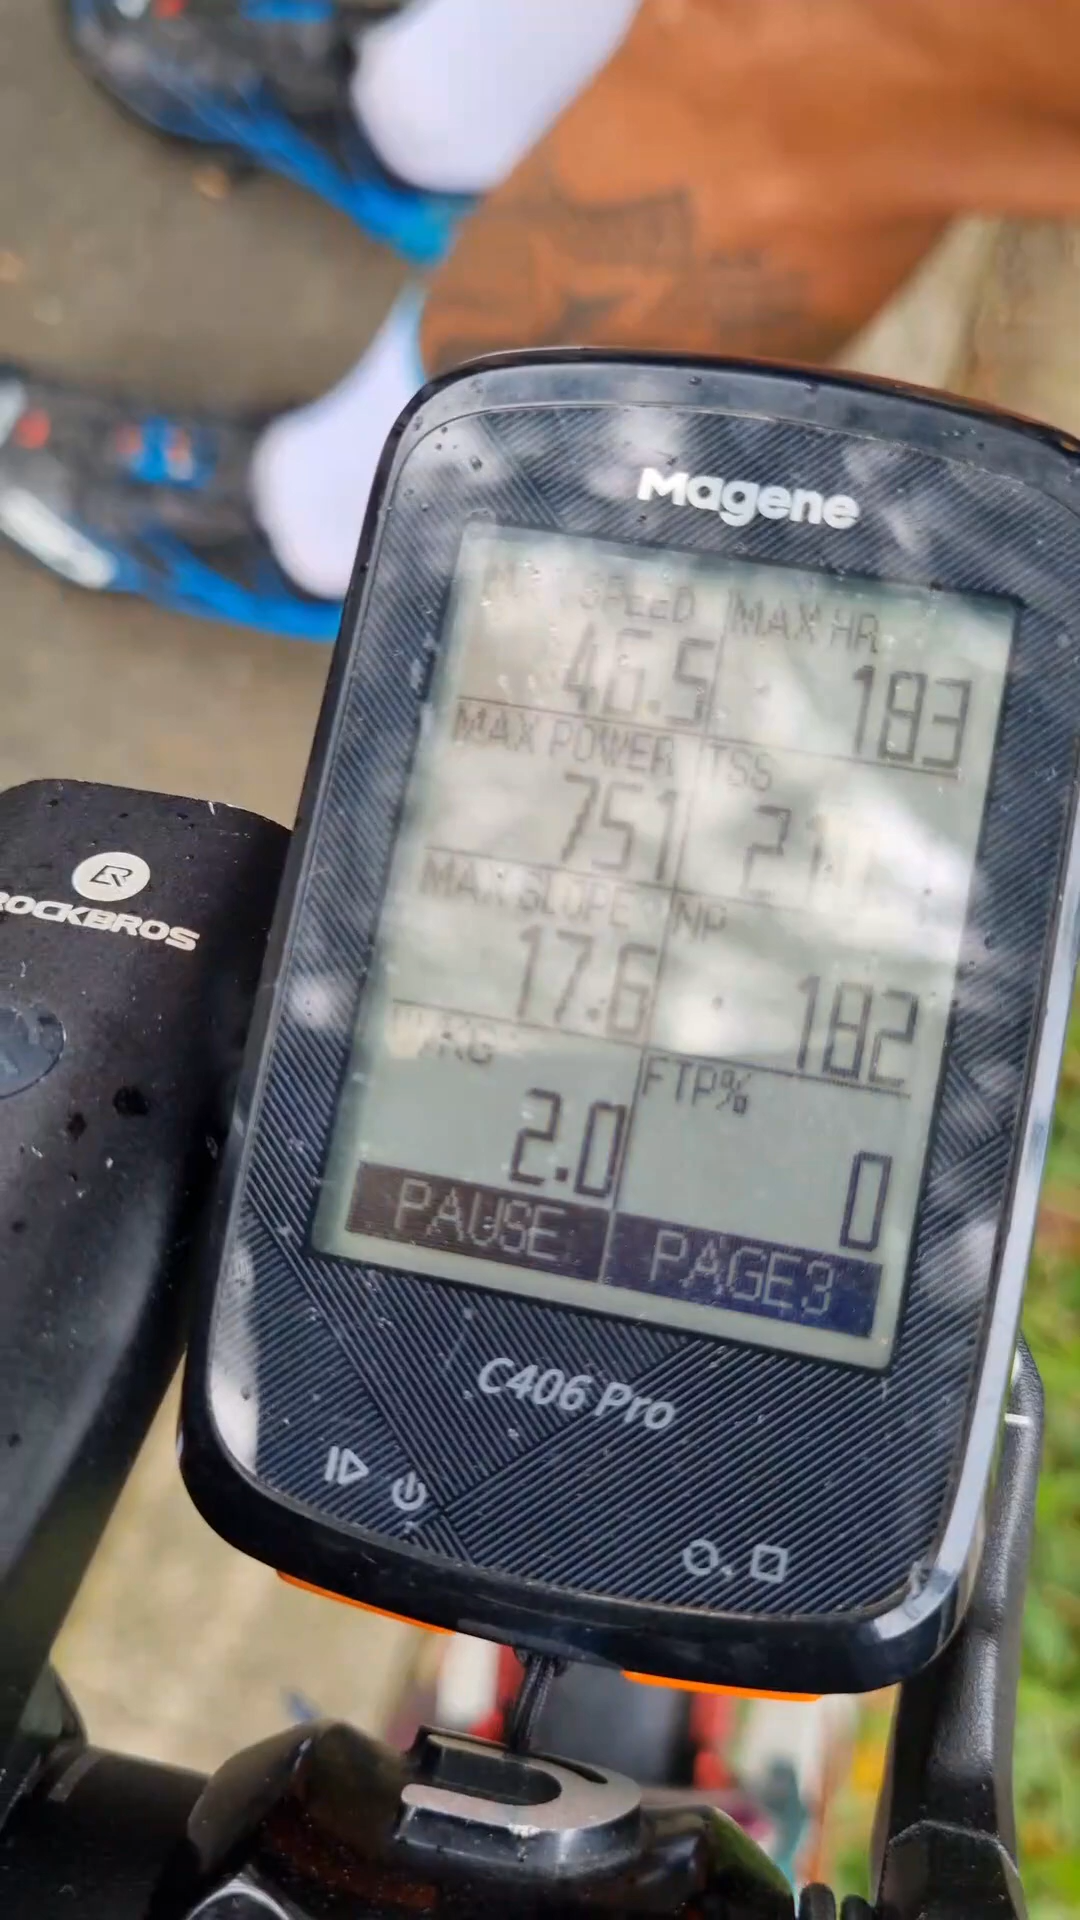 Magene
SPEED MAX HR
46.5 183
MAX POWER TSS
751
MAX SLOPE NP
17.6 182
/KG FTP%
2.0 0
PAUSE PAGE3
C406 Pro
ROCKBROS